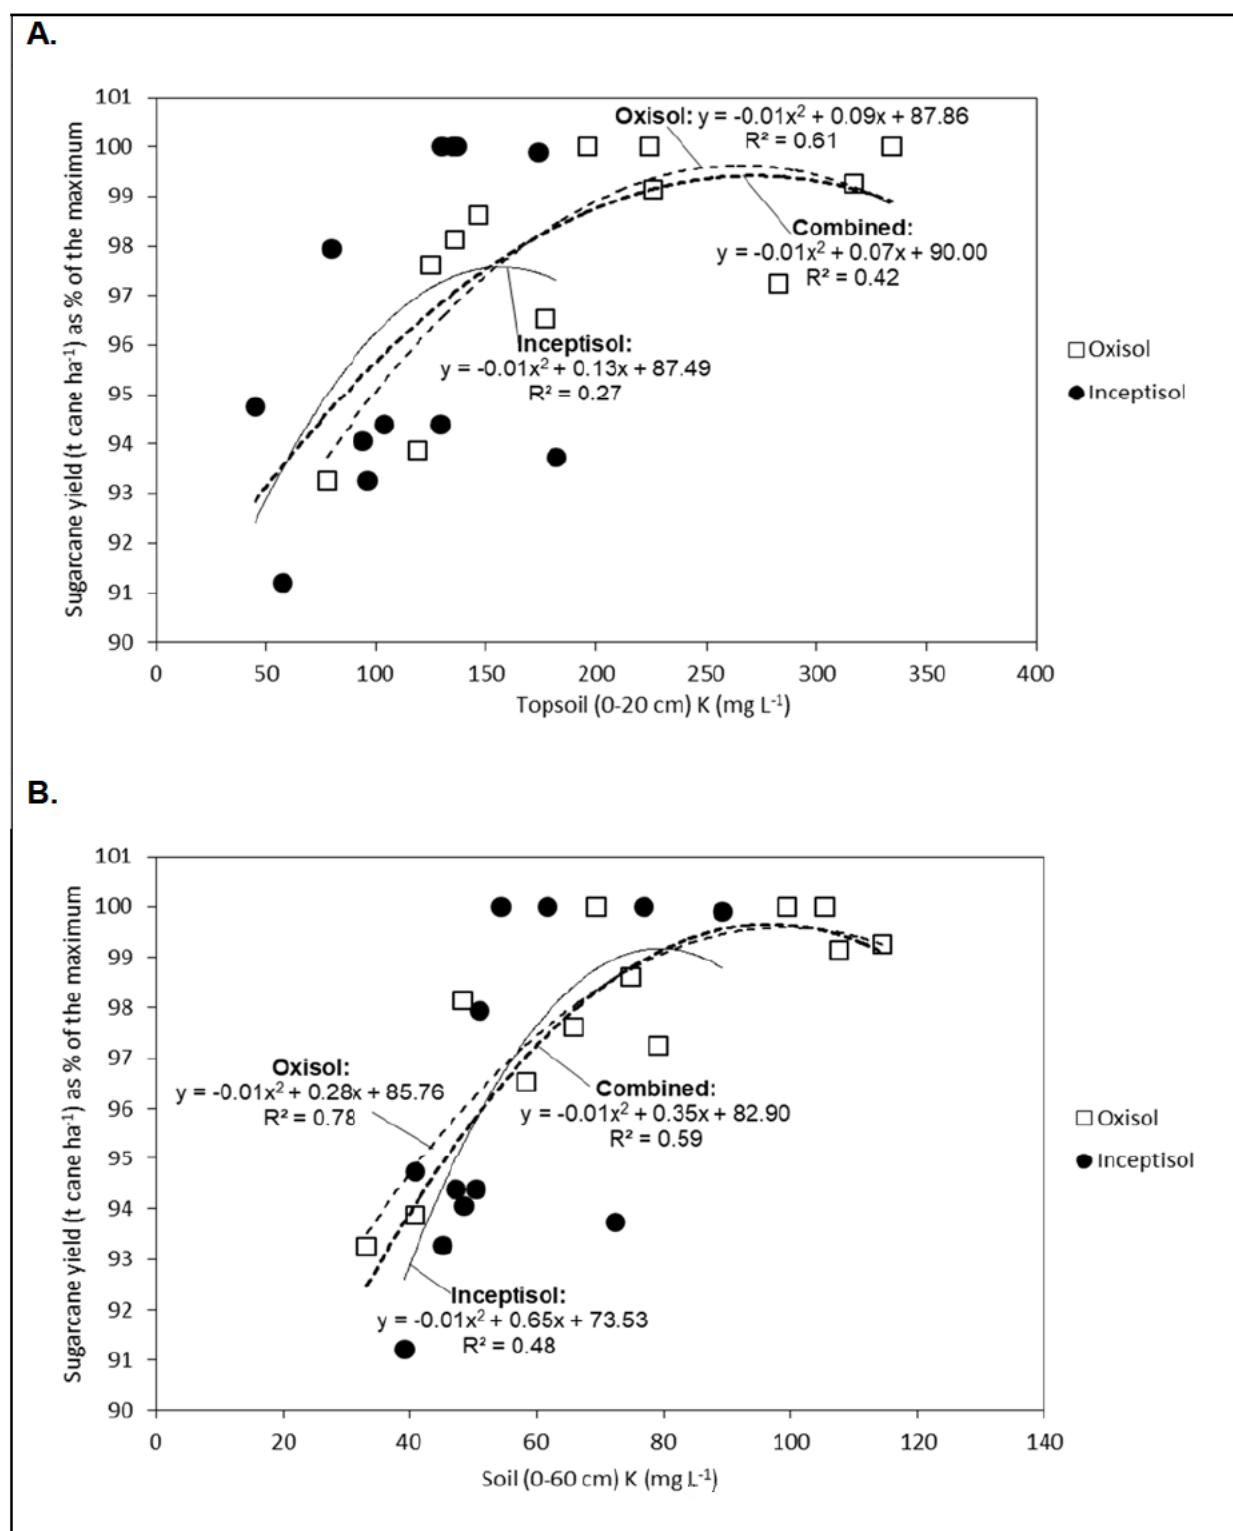 A.
Sugarcane yield (t cane ha⁻¹) as % of the maximum
101
100
99
98
97
96
95
94
93
92
91
90
Oxisol: y = -0.01x² + 0.09x + 87.86
R² = 0.61
Combined:
y = -0.01x² + 0.07x + 90.00
R² = 0.42
Inceptisol:
y = -0.01x² + 0.13x + 87.49
R² = 0.27
Oxisol
Inceptisol
0 50 100 150 200 250 300 350 400
Topsoil (0-20 cm) K (mg L⁻¹)
B.
Sugarcane yield (t cane ha⁻¹) as % of the maximum
101
100
99
98
97
96
95
94
93
92
91
90
Oxisol:
y = -0.01x² + 0.28x + 85.76
R² = 0.78
Combined:
y = -0.01x² + 0.35x + 82.90
R² = 0.59
Inceptisol:
y = -0.01x² + 0.65x + 73.53
R² = 0.48
Oxisol
Inceptisol
0 20 40 60 80 100 120 140
Soil (0-60 cm) K (mg L⁻¹)